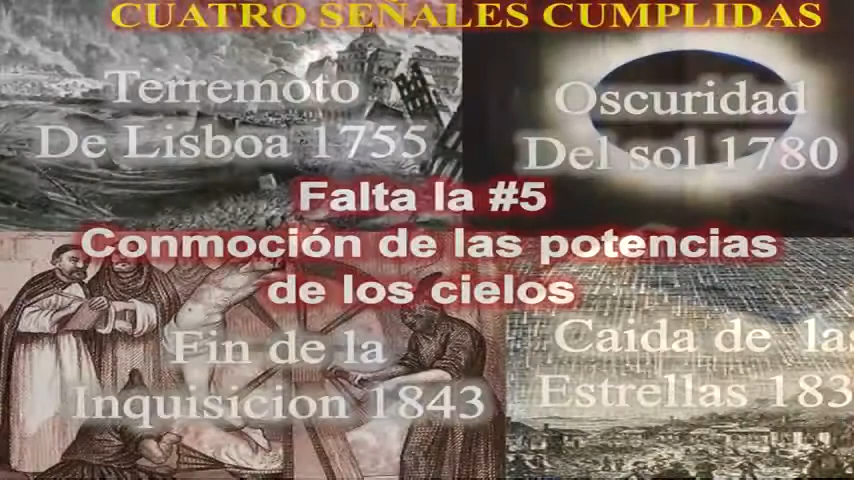 CUATRO SEÑALES CUMPLIDAS
Terremoto
De Lisboa 1755
Oscuridad
Del sol 1780
Falta la #5
Conmoción de las potencias
de los cielos
Fin de la
Inquisicion 1843
Caida de las
Estrellas 183